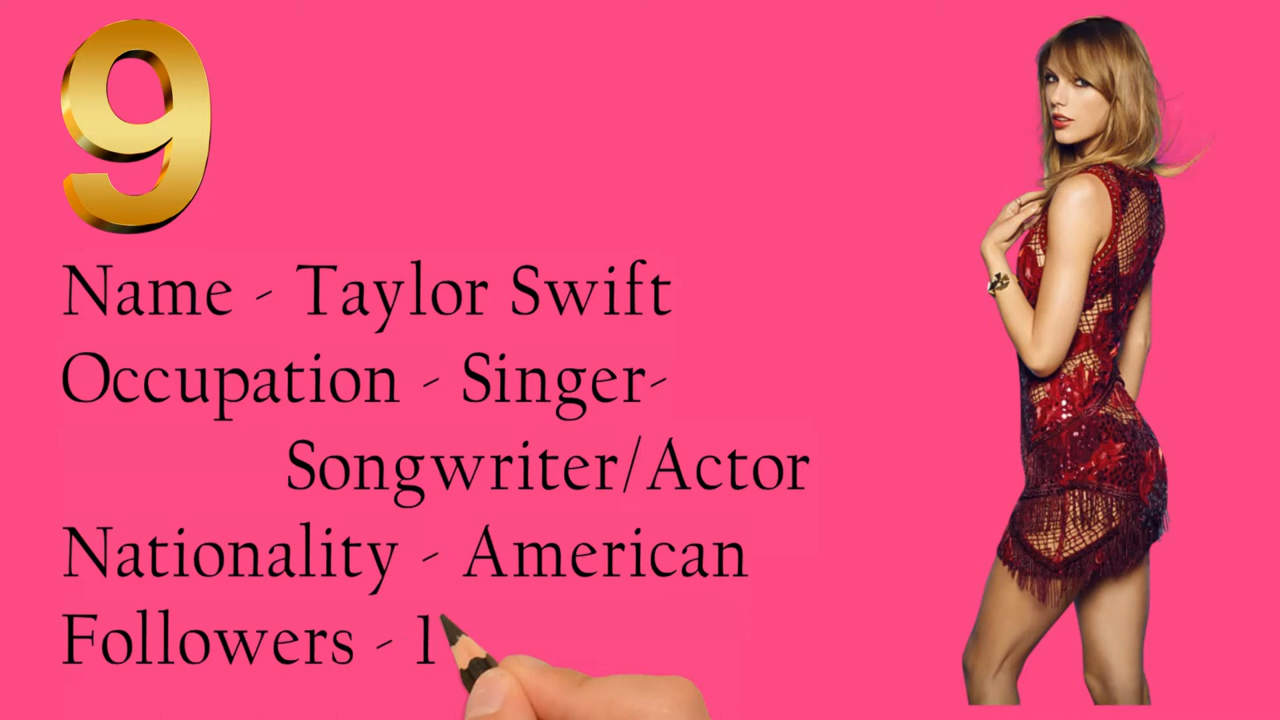 9
Name - Taylor Swift
Occupation - Singer-
Songwriter/Actor
Nationality - American
Followers - 1